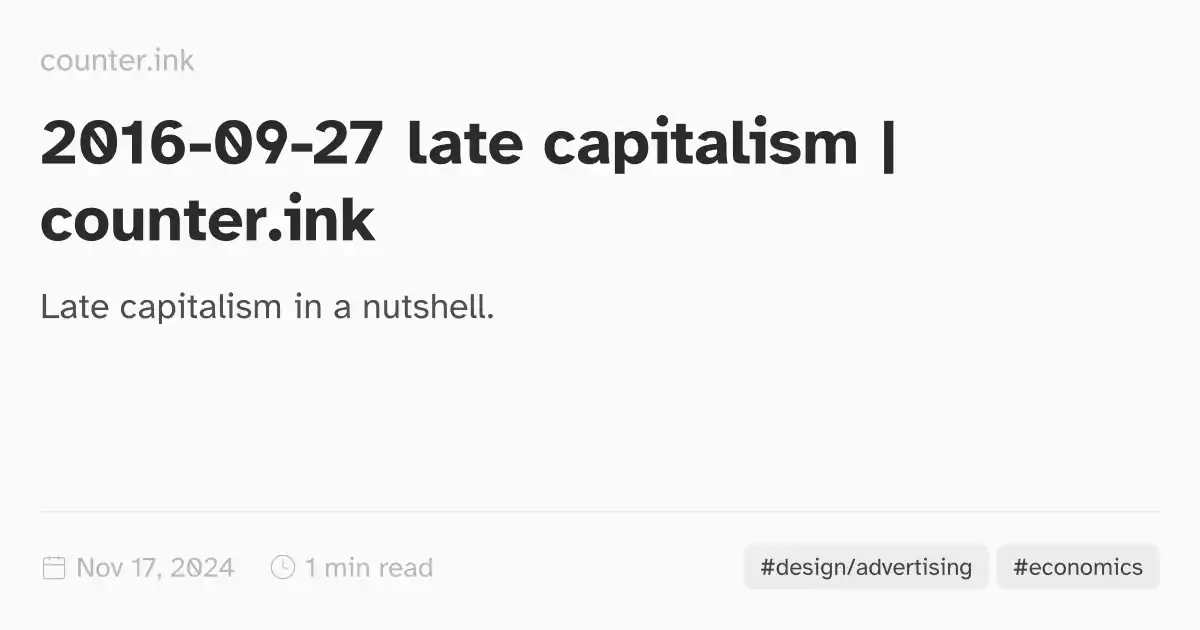 counter.ink
2016-09-27 late capitalism |
counter.ink
Late capitalism in a nutshell.
Nov 17, 2024 1 min read #design/advertising #economics